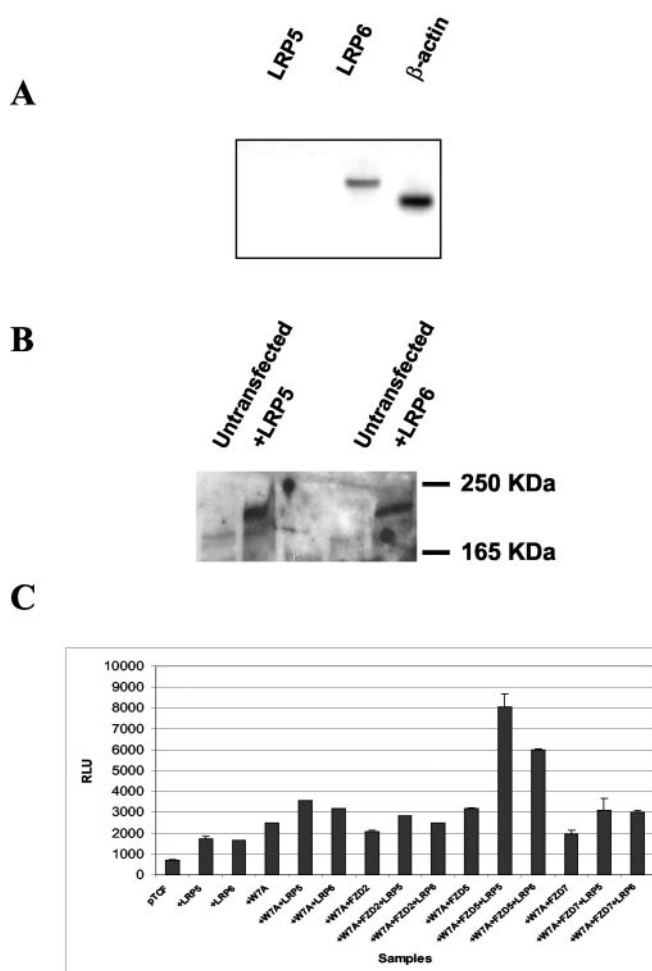 A
LRP5
LRP6
β-actin
B
Untransfected
+LRP5
Untransfected
+LRP6
250 KDa
165 KDa
C
10000
9000
8000
7000
6000
5000
4000
3000
2000
1000
0
RLU
pTCF
+LRP5
+LRP6
+W7A
+W7A+LRP5
+W7A+LRP6
+W7A+FZD2
+W7A+FZD2+LRP5
+W7A+FZD2+LRP6
+W7A+FZD5
+W7A+FZD5+LRP5
+W7A+FZD5+LRP6
+W7A+FZD7
+W7A+FZD7+LRP5
+W7A+FZD7+LRP6
Samples